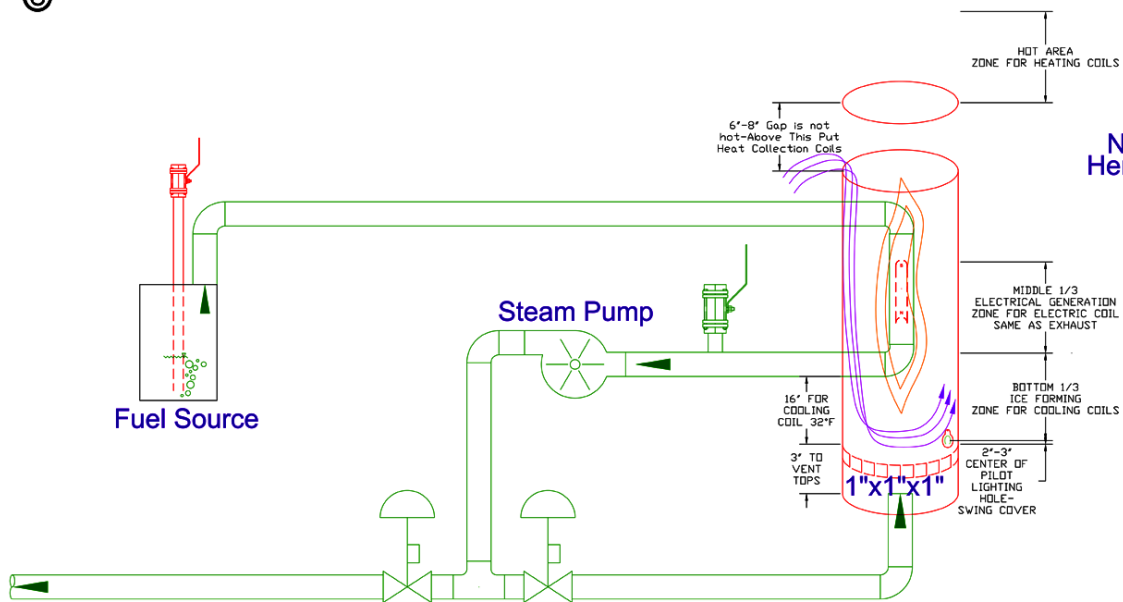 ©
HOT AREA
ZONE FOR HEATING COILS
6"-8" Gap is not
hot-Above This Put
Heat Collection Coils
N
Her
Steam Pump
MIDDLE 1/3
ELECTRICAL GENERATION
ZONE FOR ELECTRIC COIL
SAME AS EXHAUST
Fuel Source
16" FOR
COOLING
COIL 32°F
BOTTOM 1/3
ICE FORMING
ZONE FOR COOLING COILS
3" TO
VENT
TOPS
1"x1"x1"
2"-3"
CENTER OF
PILOT
LIGHTING
HOLE-
SWING COVER